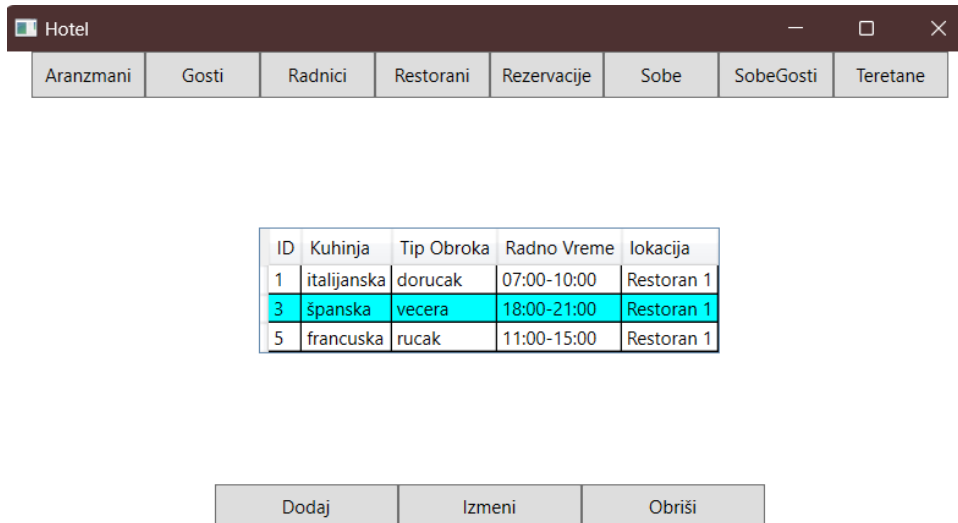 Hotel
Aranzmani Gosti Radnici Restorani Rezervacije Sobe SobeGosti Teretane
ID Kuhinja Tip Obroka Radno Vreme lokacija
1 italijanska dorucak 07:00-10:00 Restoran 1
3 španska vecera 18:00-21:00 Restoran 1
5 francuska rucak 11:00-15:00 Restoran 1
Dodaj Izmeni Obriši